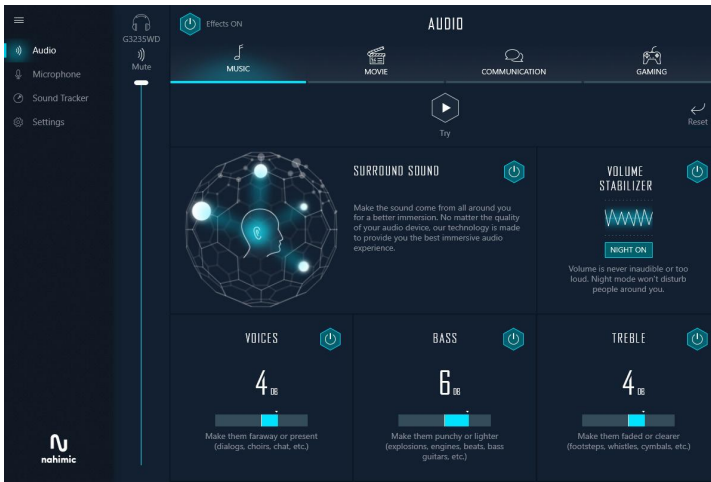 Audio
Microphone
Sound Tracker
Settings
nahimic
G3235WD
Mute
Effects ON
AUDIO
MUSIC
MOVIE
COMMUNICATION
GAMING
Try
Reset
SURROUND SOUND
Make the sound come from all around you
for a better immersion. No matter the quality
of your audio device, our technology is made
to provide you the best immersive audio
experience.
VOLUME
STABILIZER
NIGHT ON
Volume is never inaudible or too
loud. Night mode won't disturb
people around you.
VOICES
4 DB
Make them faraway or present
(dialogs, choirs, chat, etc.)
BASS
6 DB
Make them punchy or lighter
(explosions, engines, beats, bass
guitars, etc.)
TREBLE
4 DB
Make them faded or clearer
(footsteps, whistles, cymbals, etc.)